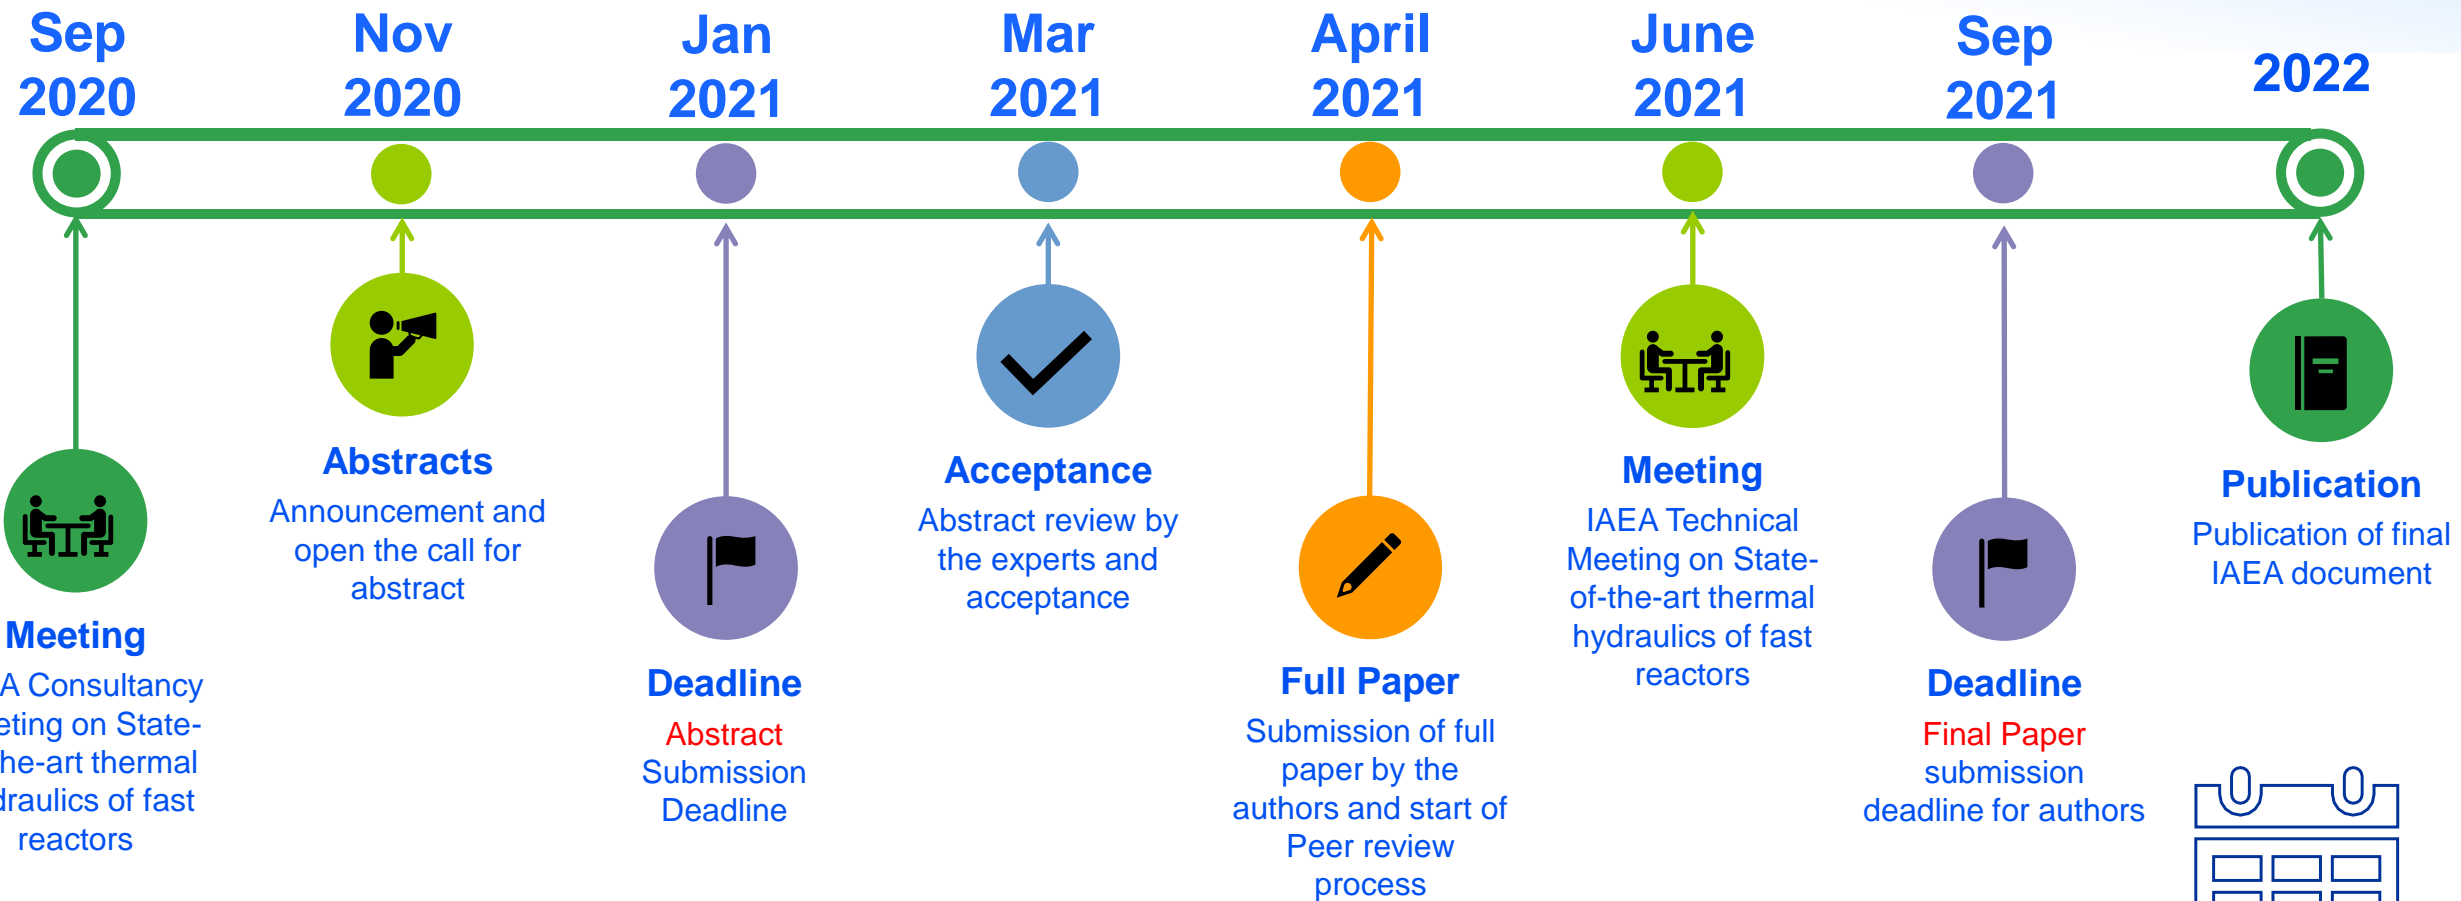 Sep
2020
Nov
2020
Jan
2021
Mar
2021
April
2021
June
2021
Sep
2021
2022
Meeting
A Consultancy
eting on State-
he-art thermal
draulics of fast
reactors
Abstracts
Announcement and
open the call for
abstract
Deadline
Abstract
Submission
Deadline
Acceptance
Abstract review by
the experts and
acceptance
Full Paper
Submission of full
paper by the
authors and start of
Peer review
process
Meeting
IAEA Technical
Meeting on State-
of-the-art thermal
hydraulics of fast
reactors
Deadline
Final Paper
submission
deadline for authors
Publication
Publication of final
IAEA document